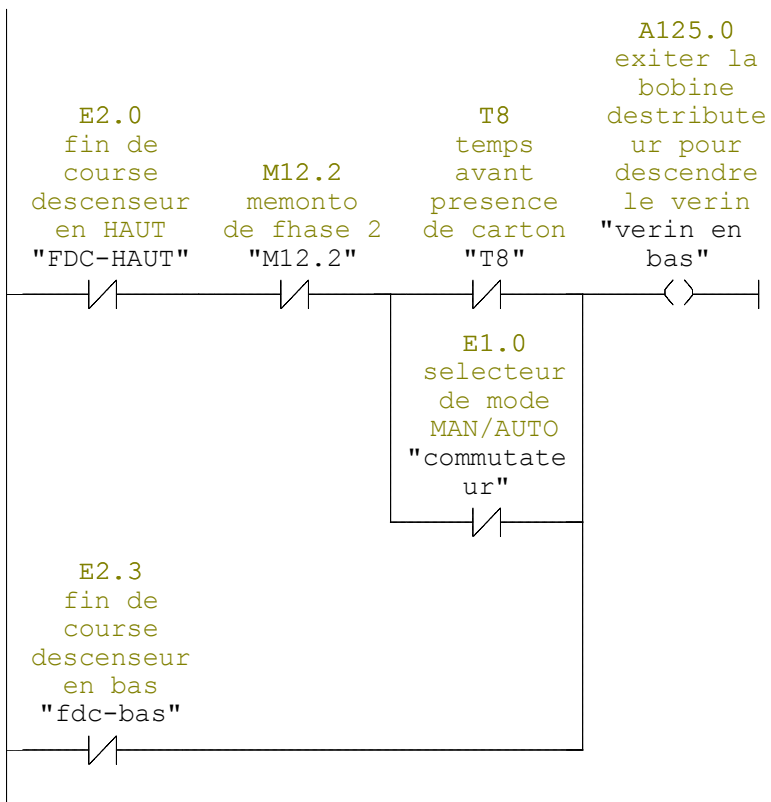 A125.0
exiter la
bobine
destribute
ur pour
descendre
le verin
"verin en
bas"
E2.0
fin de
course
descenseur
en HAUT
"FDC-HAUT"
M12.2
memonto
de fhase 2
"M12.2"
T8
temps
avant
presence
de carton
"T8"
E1.0
selecteur
de mode
MAN/AUTO
"commutate
ur"
E2.3
fin de
course
descenseur
en bas
"fdc-bas"